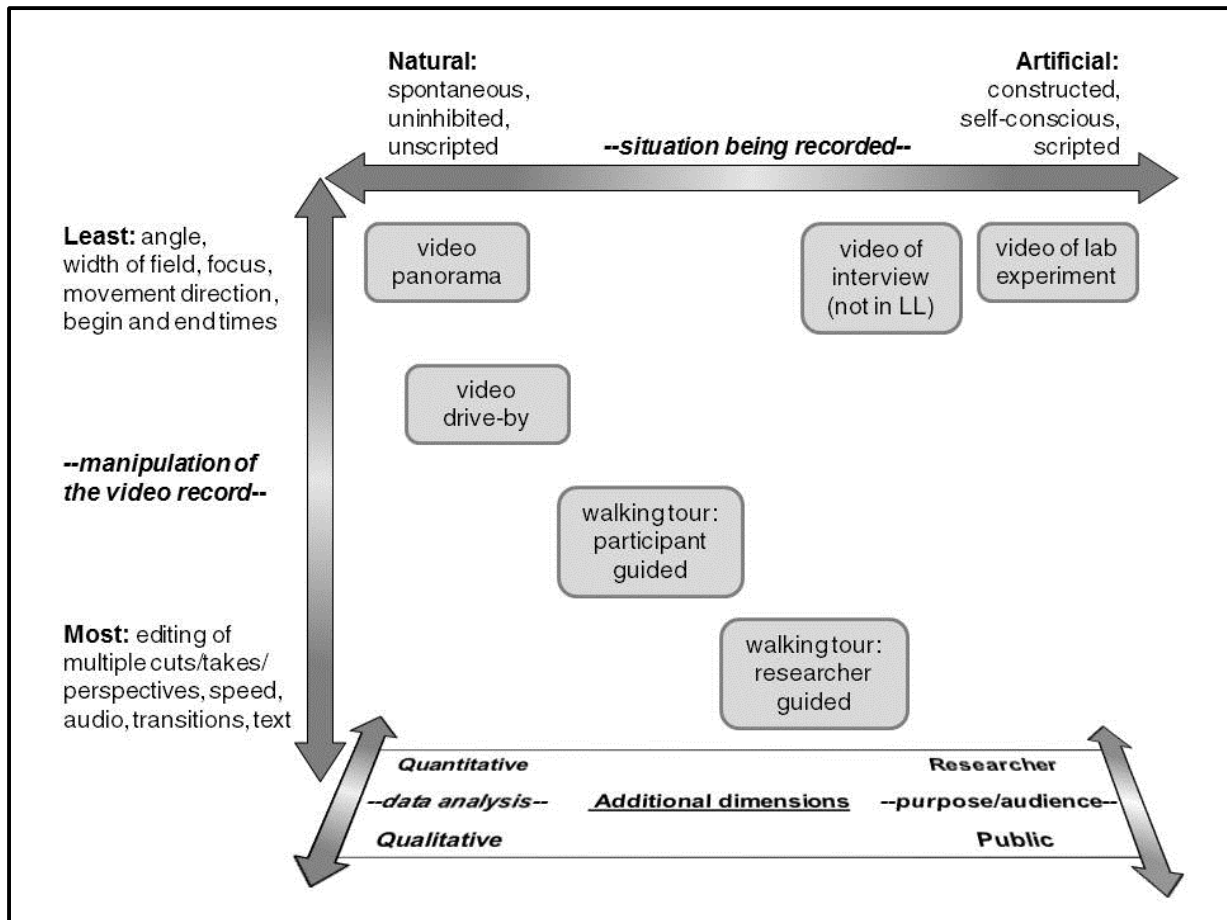 Natural:
spontaneous,
uninhibited,
unscripted
--situation being recorded--
Artificial:
constructed,
self-conscious,
scripted
Least: angle,
width of field, focus,
movement direction,
begin and end times
video
panorama
video of
interview
(not in LL)
video of lab
experiment
video
drive-by
--manipulation of
the video record--
walking tour:
participant
guided
Most: editing of
multiple cuts/takes/
perspectives, speed,
audio, transitions, text
walking tour:
researcher
guided
Quantitative
--data analysis--
Qualitative
Additional dimensions
Researcher
--purpose/audience--
Public